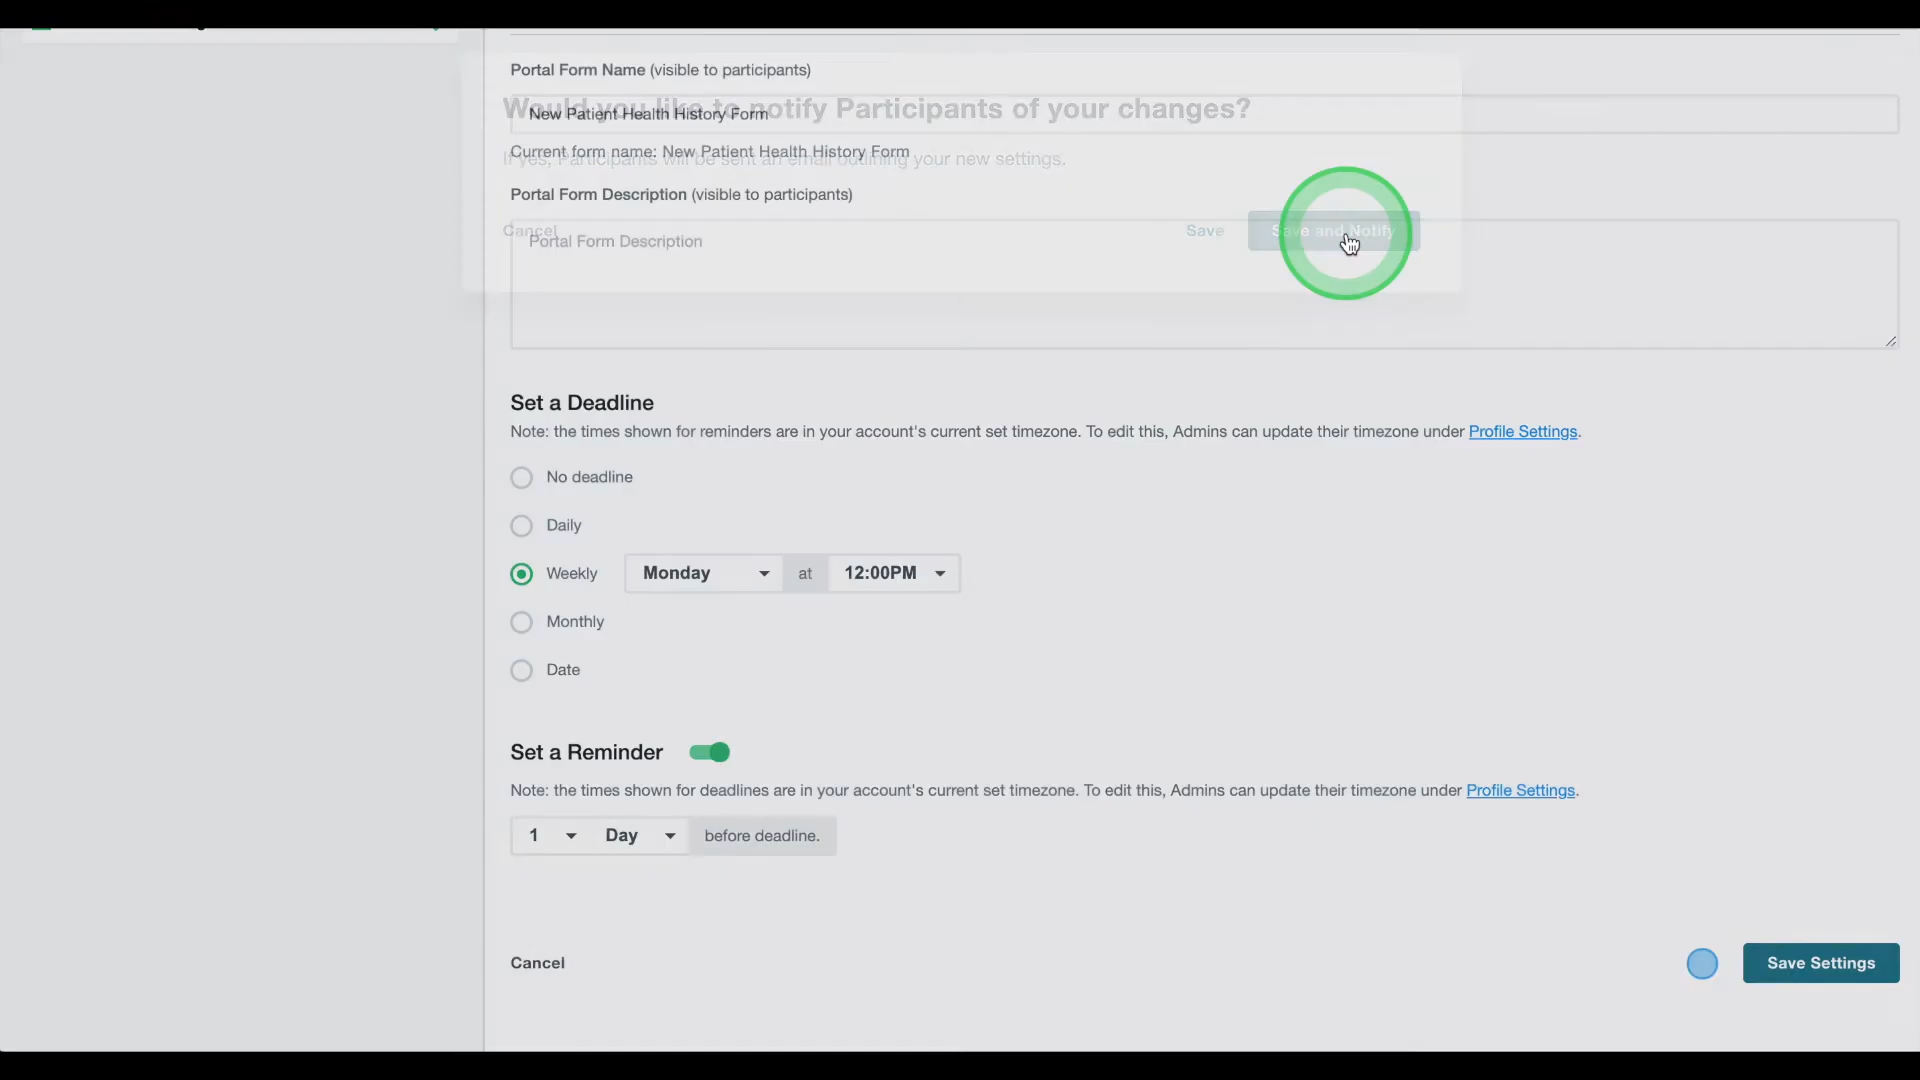 Portal Form Name (visible to participants)
Would you like to notify Participants of your changes?
New Patient Health History Form
Current form name: New Patient Health History Form
If yes, Participants will be sent an email outlining your new settings.
Portal Form Description (visible to participants)
Cancel
Save
Save and Notify
Portal Form Description
Set a Deadline
Note: the times shown for reminders are in your account's current set timezone. To edit this, Admins can update their timezone under Profile Settings.
No deadline
Daily
Weekly
Monday
at
12:00PM
Monthly
Date
Set a Reminder
Note: the times shown for deadlines are in your account's current set timezone. To edit this, Admins can update their timezone under Profile Settings.
1
Day
before deadline.
Cancel
Save Settings